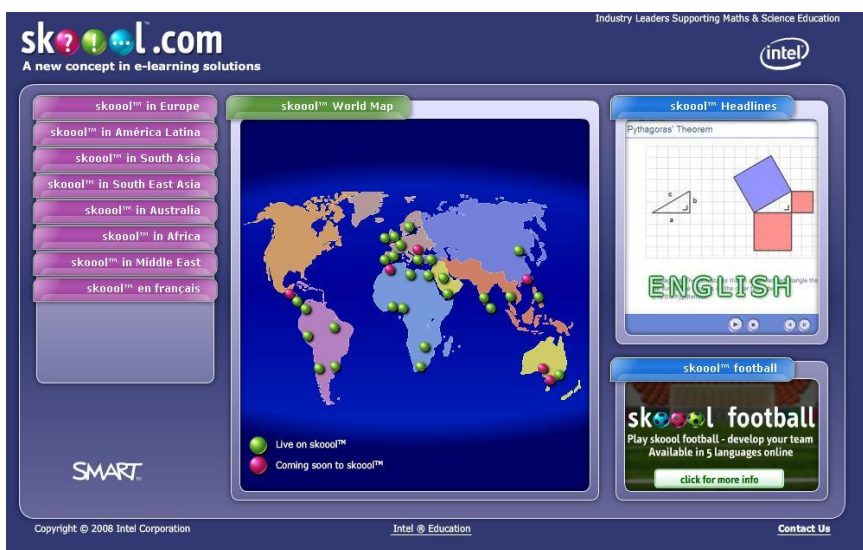 Industry Leaders Supporting Maths & Science Education
sk?!...l.com
A new concept in e-learning solutions
intel
skoool™ in Europe
skoool™ in América Latina
skoool™ in South Asia
skoool™ in South East Asia
skoool™ in Australia
skoool™ in Africa
skoool™ in Middle East
skoool™ en français
skoool™ World Map
Live on skoool™
Coming soon to skoool™
skoool™ Headlines
Pythagoras' Theorem
c
b
a
ENGLISH
skoool™ football
skoool football
Play skoool football - develop your team
Available in 5 languages online
click for more info
SMART
Copyright © 2008 Intel Corporation
Intel ® Education
Contact Us